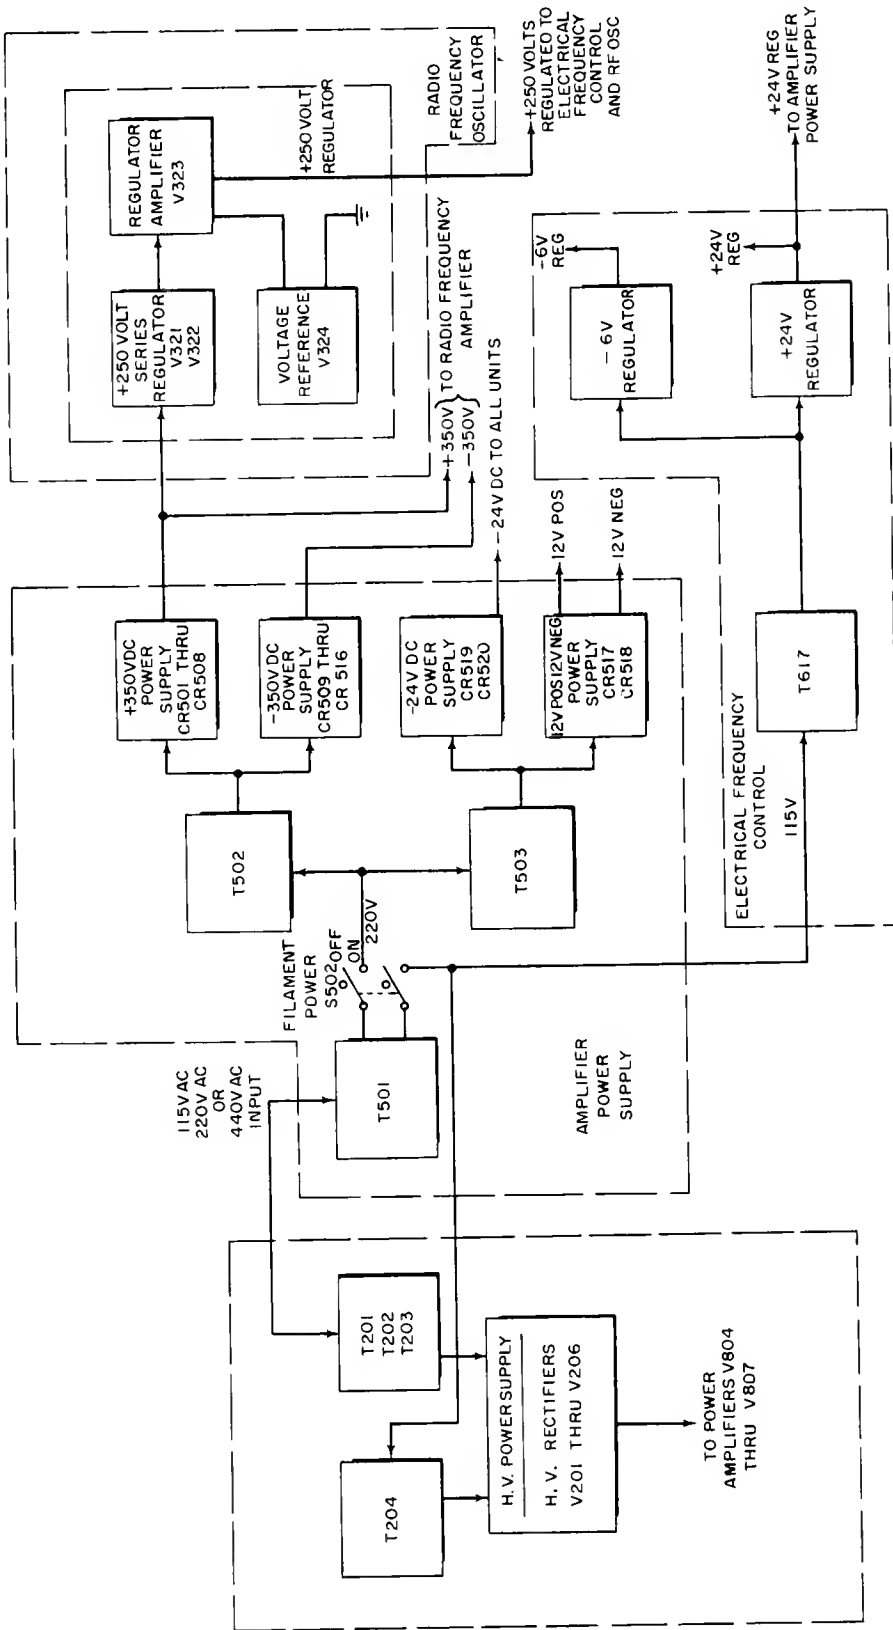 115V AC
220V AC
OR
440V AC
INPUT
T201
T202
T203
T204
H.V. POWER SUPPLY
H.V. RECTIFIERS
V201 THRU V206
TO POWER
AMPLIFIERS V804
THRU V807
T501
FILAMENT
POWER
S502
OFF
ON
220V
AMPLIFIER
POWER
SUPPLY
T502
T503
+350VDC
POWER
SUPPLY
CR501 THRU
CR508
-350VDC
POWER
SUPPLY
CR509 THRU
CR 516
-24V DC
POWER
SUPPLY
CR519
CR520
12V POS 12V NEG
POWER
SUPPLY
CR517
CR518
+250 VOLT
SERIES
REGULATOR
V321
V322
REGULATOR
AMPLIFIER
V323
VOLTAGE
REFERENCE
V324
+250 VOLT
REGULATOR
RADIO
FREQUENCY
OSCILLATOR
+250 VOLTS
REGULATED TO
ELECTRICAL
FREQUENCY
CONTROL
AND RF OSC
+350V
-350V
TO RADIO FREQUENCY
AMPLIFIER
-24V DC TO ALL UNITS
12V POS
12V NEG
ELECTRICAL FREQUENCY
CONTROL
115V
T617
-6V
REGULATOR
-6V
REG
+24V
REGULATOR
+24V
REG
+24V REG
TO AMPLIFIER
POWER SUPPLY